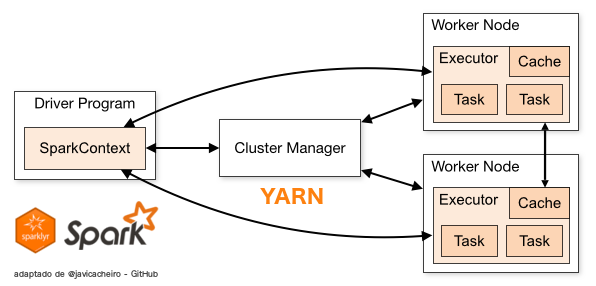 Worker Node
Executor
Cache
Task Task
Driver Program
SparkContext
Cluster Manager
YARN
Worker Node
Executor
Cache
Task Task
sparklyr
Spark
adaptado de @javicacheiro - GitHub